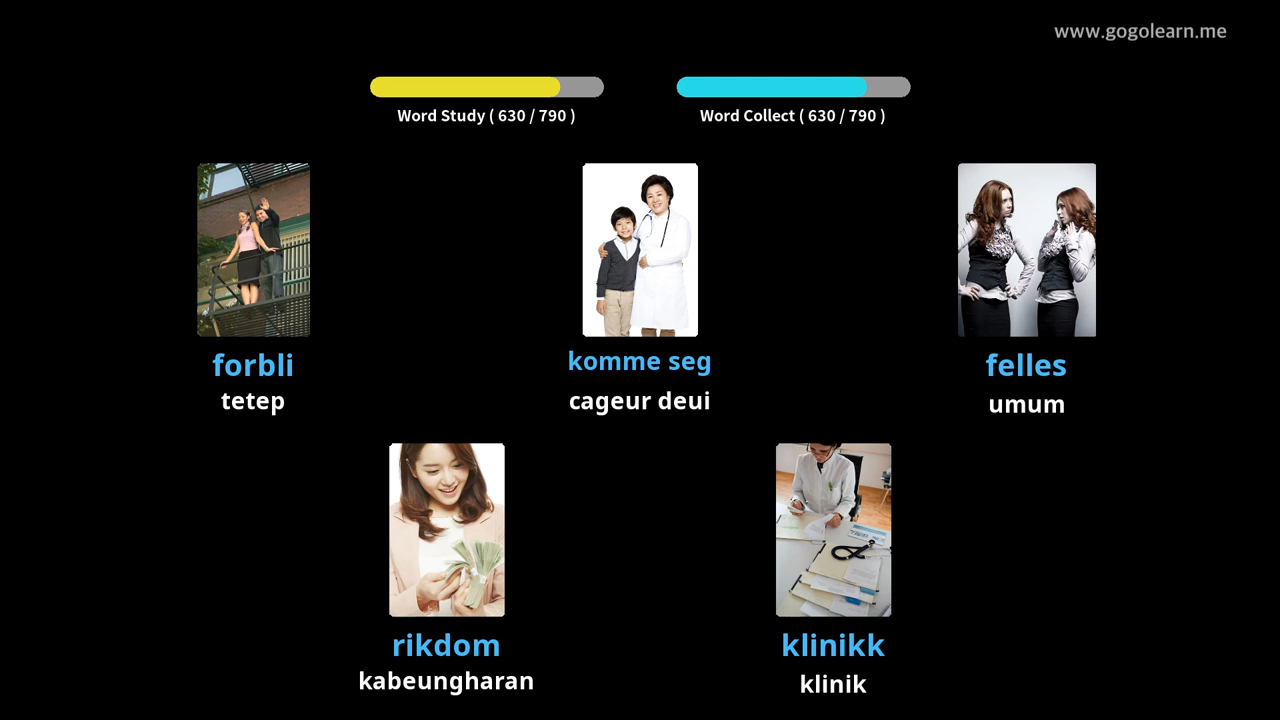 www.gogolearn.me
Word Study ( 630 / 790 )
Word Collect ( 630 / 790 )
forbli
tetep
komme seg
cageur deui
felles
umum
rikdom
kabeungharan
klinikk
klinik